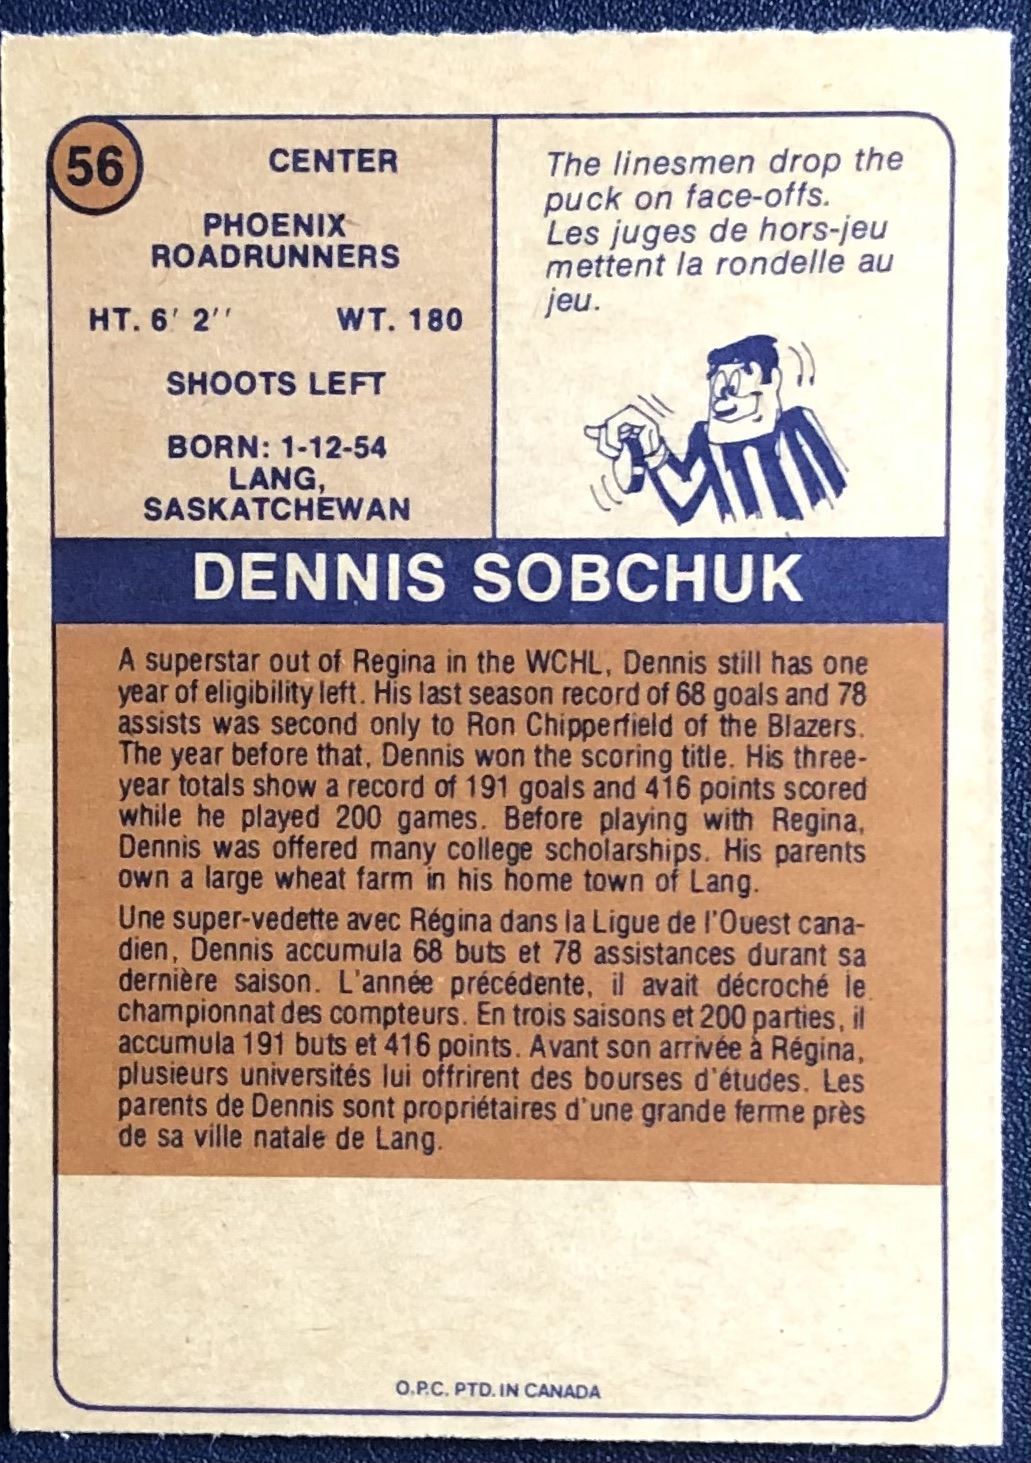 56
CENTER
PHOENIX
ROADRUNNERS
HT. 6' 2'' WT. 180
SHOOTS LEFT
BORN: 1-12-54
LANG,
SASKATCHEWAN
The linesmen drop the
puck on face-offs.
Les juges de hors-jeu
mettent la rondelle au
jeu.
DENNIS SOBCHUK
A superstar out of Regina in the WCHL, Dennis still has one
year of eligibility left. His last season record of 68 goals and 78
assists was second only to Ron Chipperfield of the Blazers.
The year before that, Dennis won the scoring title. His three-
year totals show a record of 191 goals and 416 points scored
while he played 200 games. Before playing with Regina,
Dennis was offered many college scholarships. His parents
own a large wheat farm in his home town of Lang.
Une super-vedette avec Régina dans la Ligue de l'Ouest cana-
dien, Dennis accumula 68 buts et 78 assistances durant sa
dernière saison. L'année précédente, il avait décroché le
championnat des compteurs. En trois saisons et 200 parties, il
accumula 191 buts et 416 points. Avant son arrivée à Régina,
plusieurs universités lui offrirent des bourses d'études. Les
parents de Dennis sont propriétaires d'une grande ferme près
de sa ville natale de Lang.
O.P.C. PTD. IN CANADA